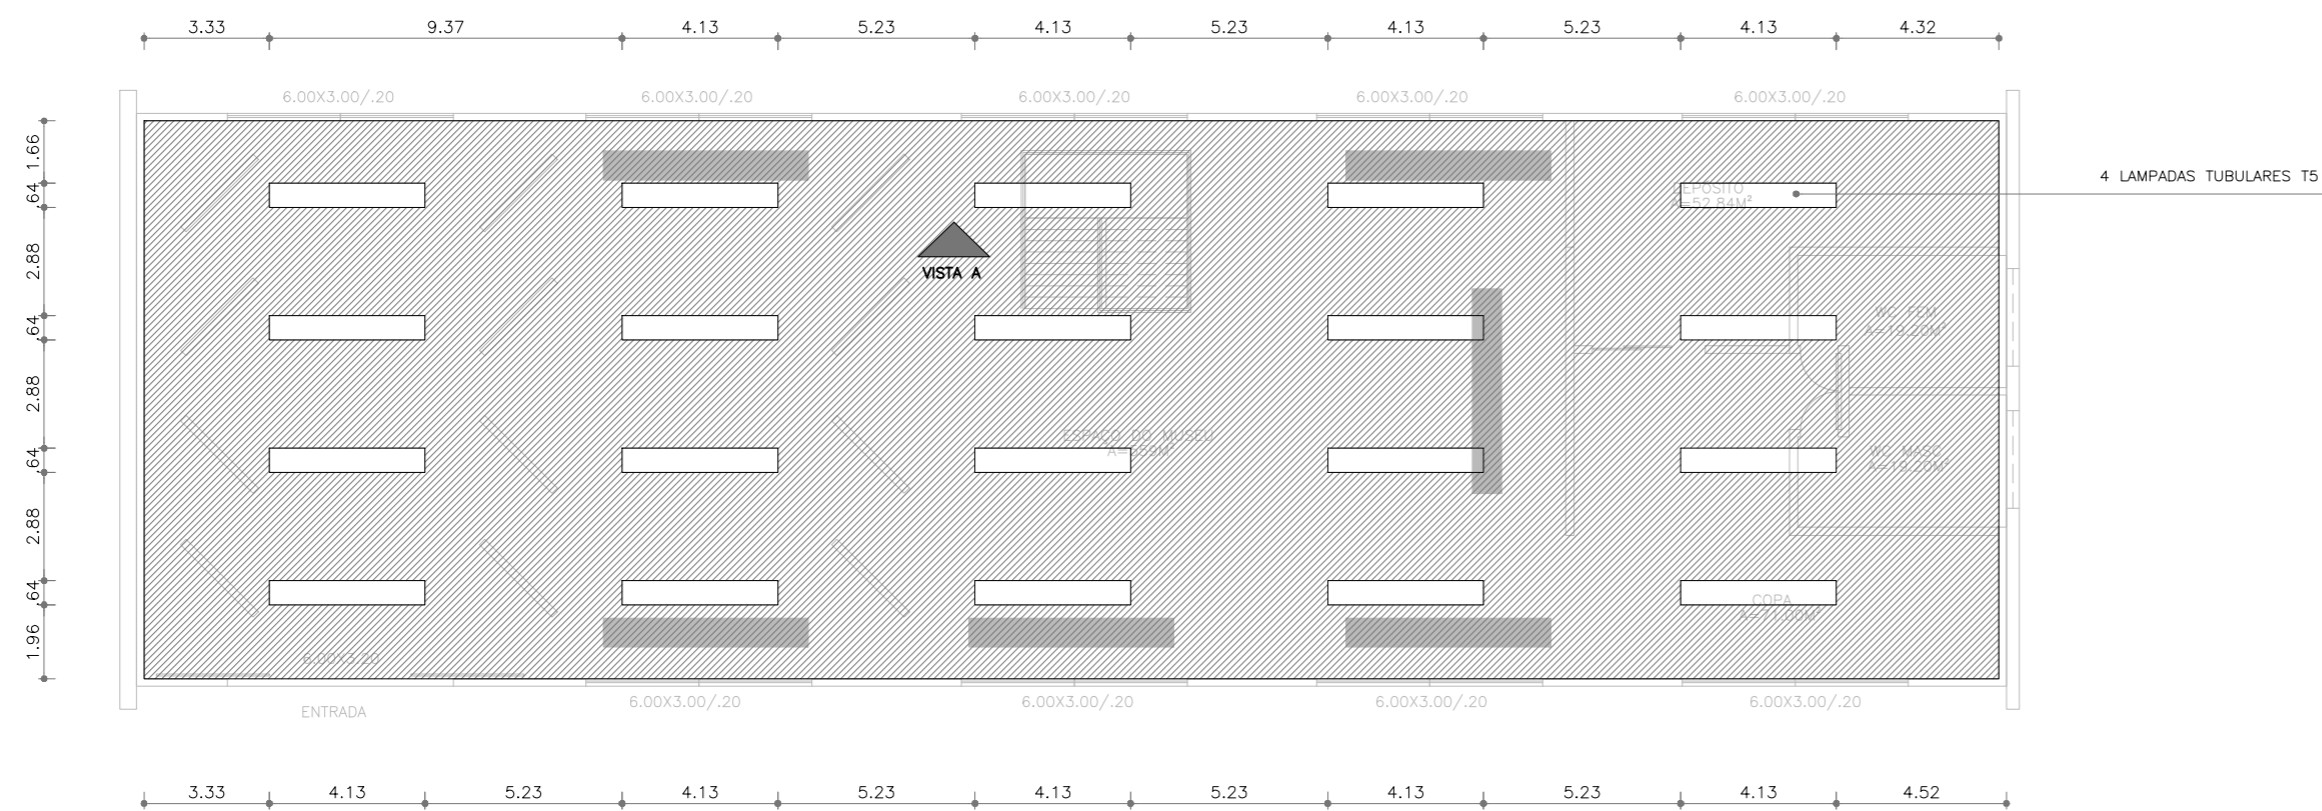 3.33 9.37 4.13 5.23 4.13 5.23 4.13 5.23 4.13 4.32
6.00X3.00/.20 6.00X3.00/.20 6.00X3.00/.20 6.00X3.00/.20 6.00X3.00/.20
1.66
4 LAMPADAS TUBULARES T5
.64
DEPÓSITO
A=52.84M²
2.88
VISTA A
.64
WC FEM
A=19.20M²
2.88
ESPAÇO DO MUSEU
A=559M²
.64
WC MASC
A=19.20M²
2.88
.64
COPA
A=71.00M²
1.96
6.00X3.20
6.00X3.00/.20 6.00X3.00/.20 6.00X3.00/.20 6.00X3.00/.20
ENTRADA
3.33 4.13 5.23 4.13 5.23 4.13 5.23 4.13 5.23 4.13 4.52